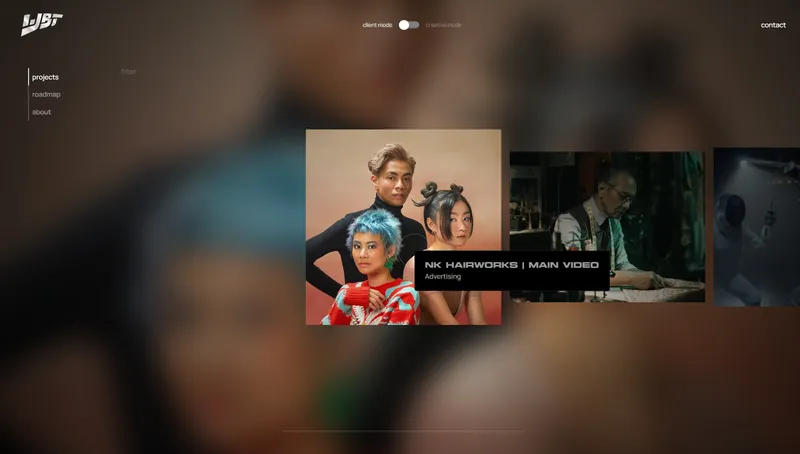 WBT
client mode
creative mode
contact
projects
filter
roadmap
about
NK HAIRWORKS | MAIN VIDEO
Advertising